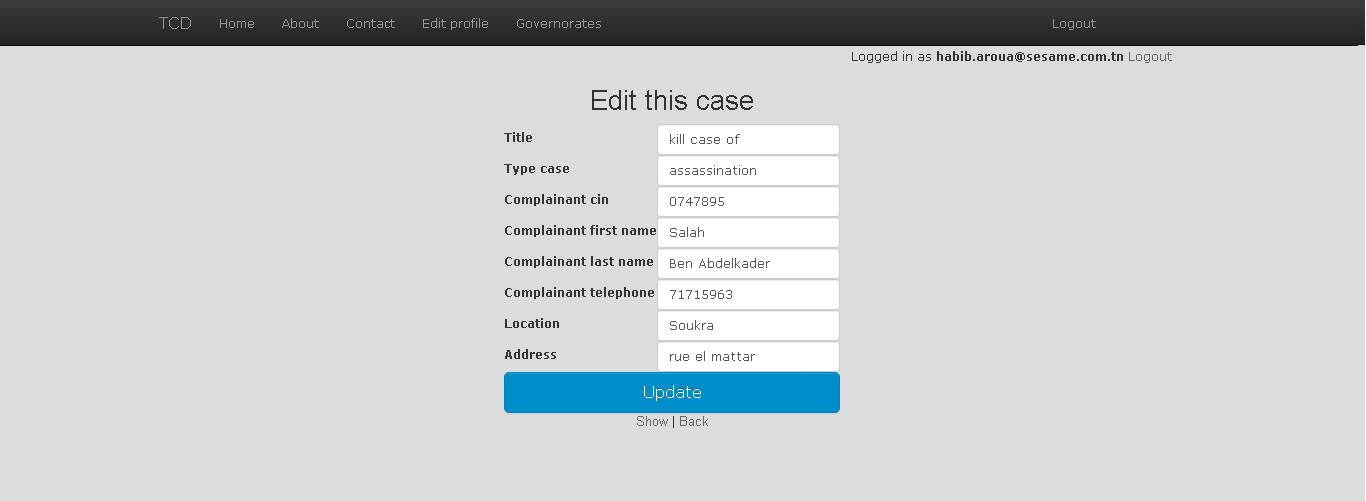 TCD Home About Contact Edit profile Governorates Logout
Logged in as habib.aroua@sesame.com.tn Logout
Edit this case
Title kill case of
Type case assassination
Complainant cin 0747895
Complainant first name Salah
Complainant last name Ben Abdelkader
Complainant telephone 71715963
Location Soukra
Address rue el mattar
Update
Show | Back